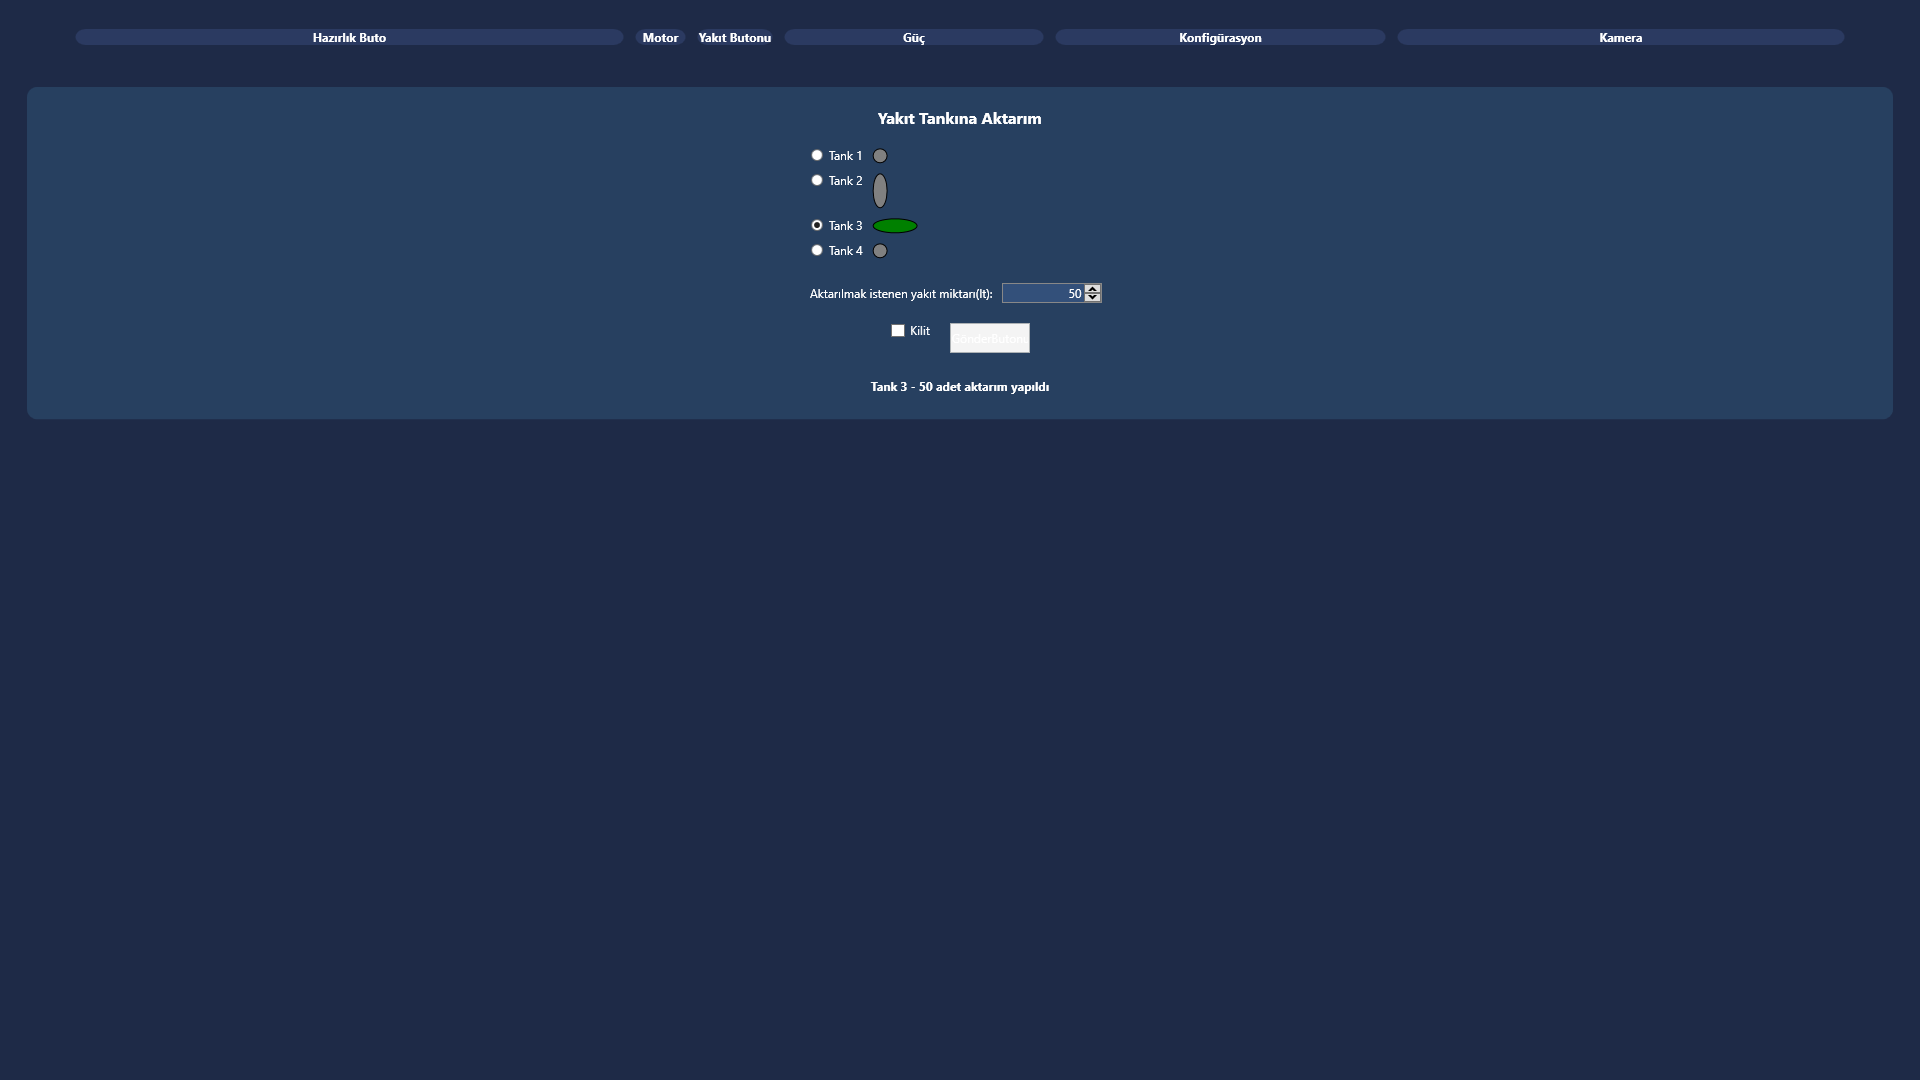 Hazırlık Buto
Motor
Yakıt Butonu
Güç
Konfigürasyon
Kamera
Yakıt Tankına Aktarım
Tank 1
Tank 2
Tank 3
Tank 4
Aktarılmak istenen yakıt miktarı(lt):
50
Kilit
Tank 3 - 50 adet aktarım yapıldı